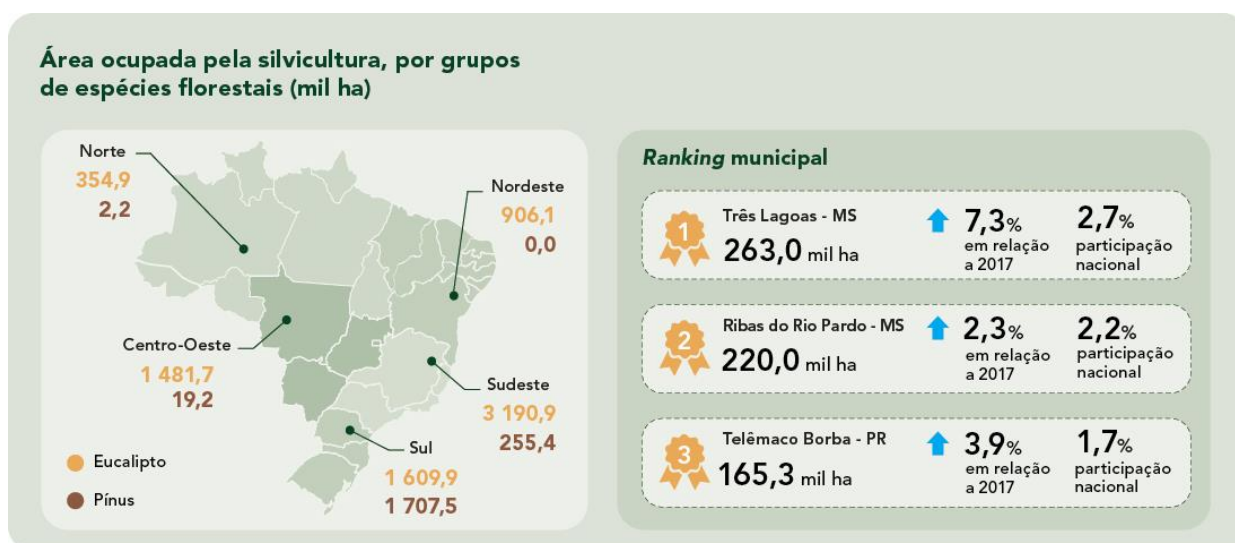 Área ocupada pela silvicultura, por grupos
de espécies florestais (mil ha)
Norte
354,9
2,2
Nordeste
906,1
0,0
Centro-Oeste
1 481,7
19,2
Sudeste
3 190,9
255,4
Sul
1 609,9
1 707,5
Eucalipto
Pínus
Ranking municipal
1
Três Lagoas - MS
263,0 mil ha
7,3%
em relação
a 2017
2,7%
participação
nacional
2
Ribas do Rio Pardo - MS
220,0 mil ha
2,3%
em relação
a 2017
2,2%
participação
nacional
3
Telêmaco Borba - PR
165,3 mil ha
3,9%
em relação
a 2017
1,7%
participação
nacional